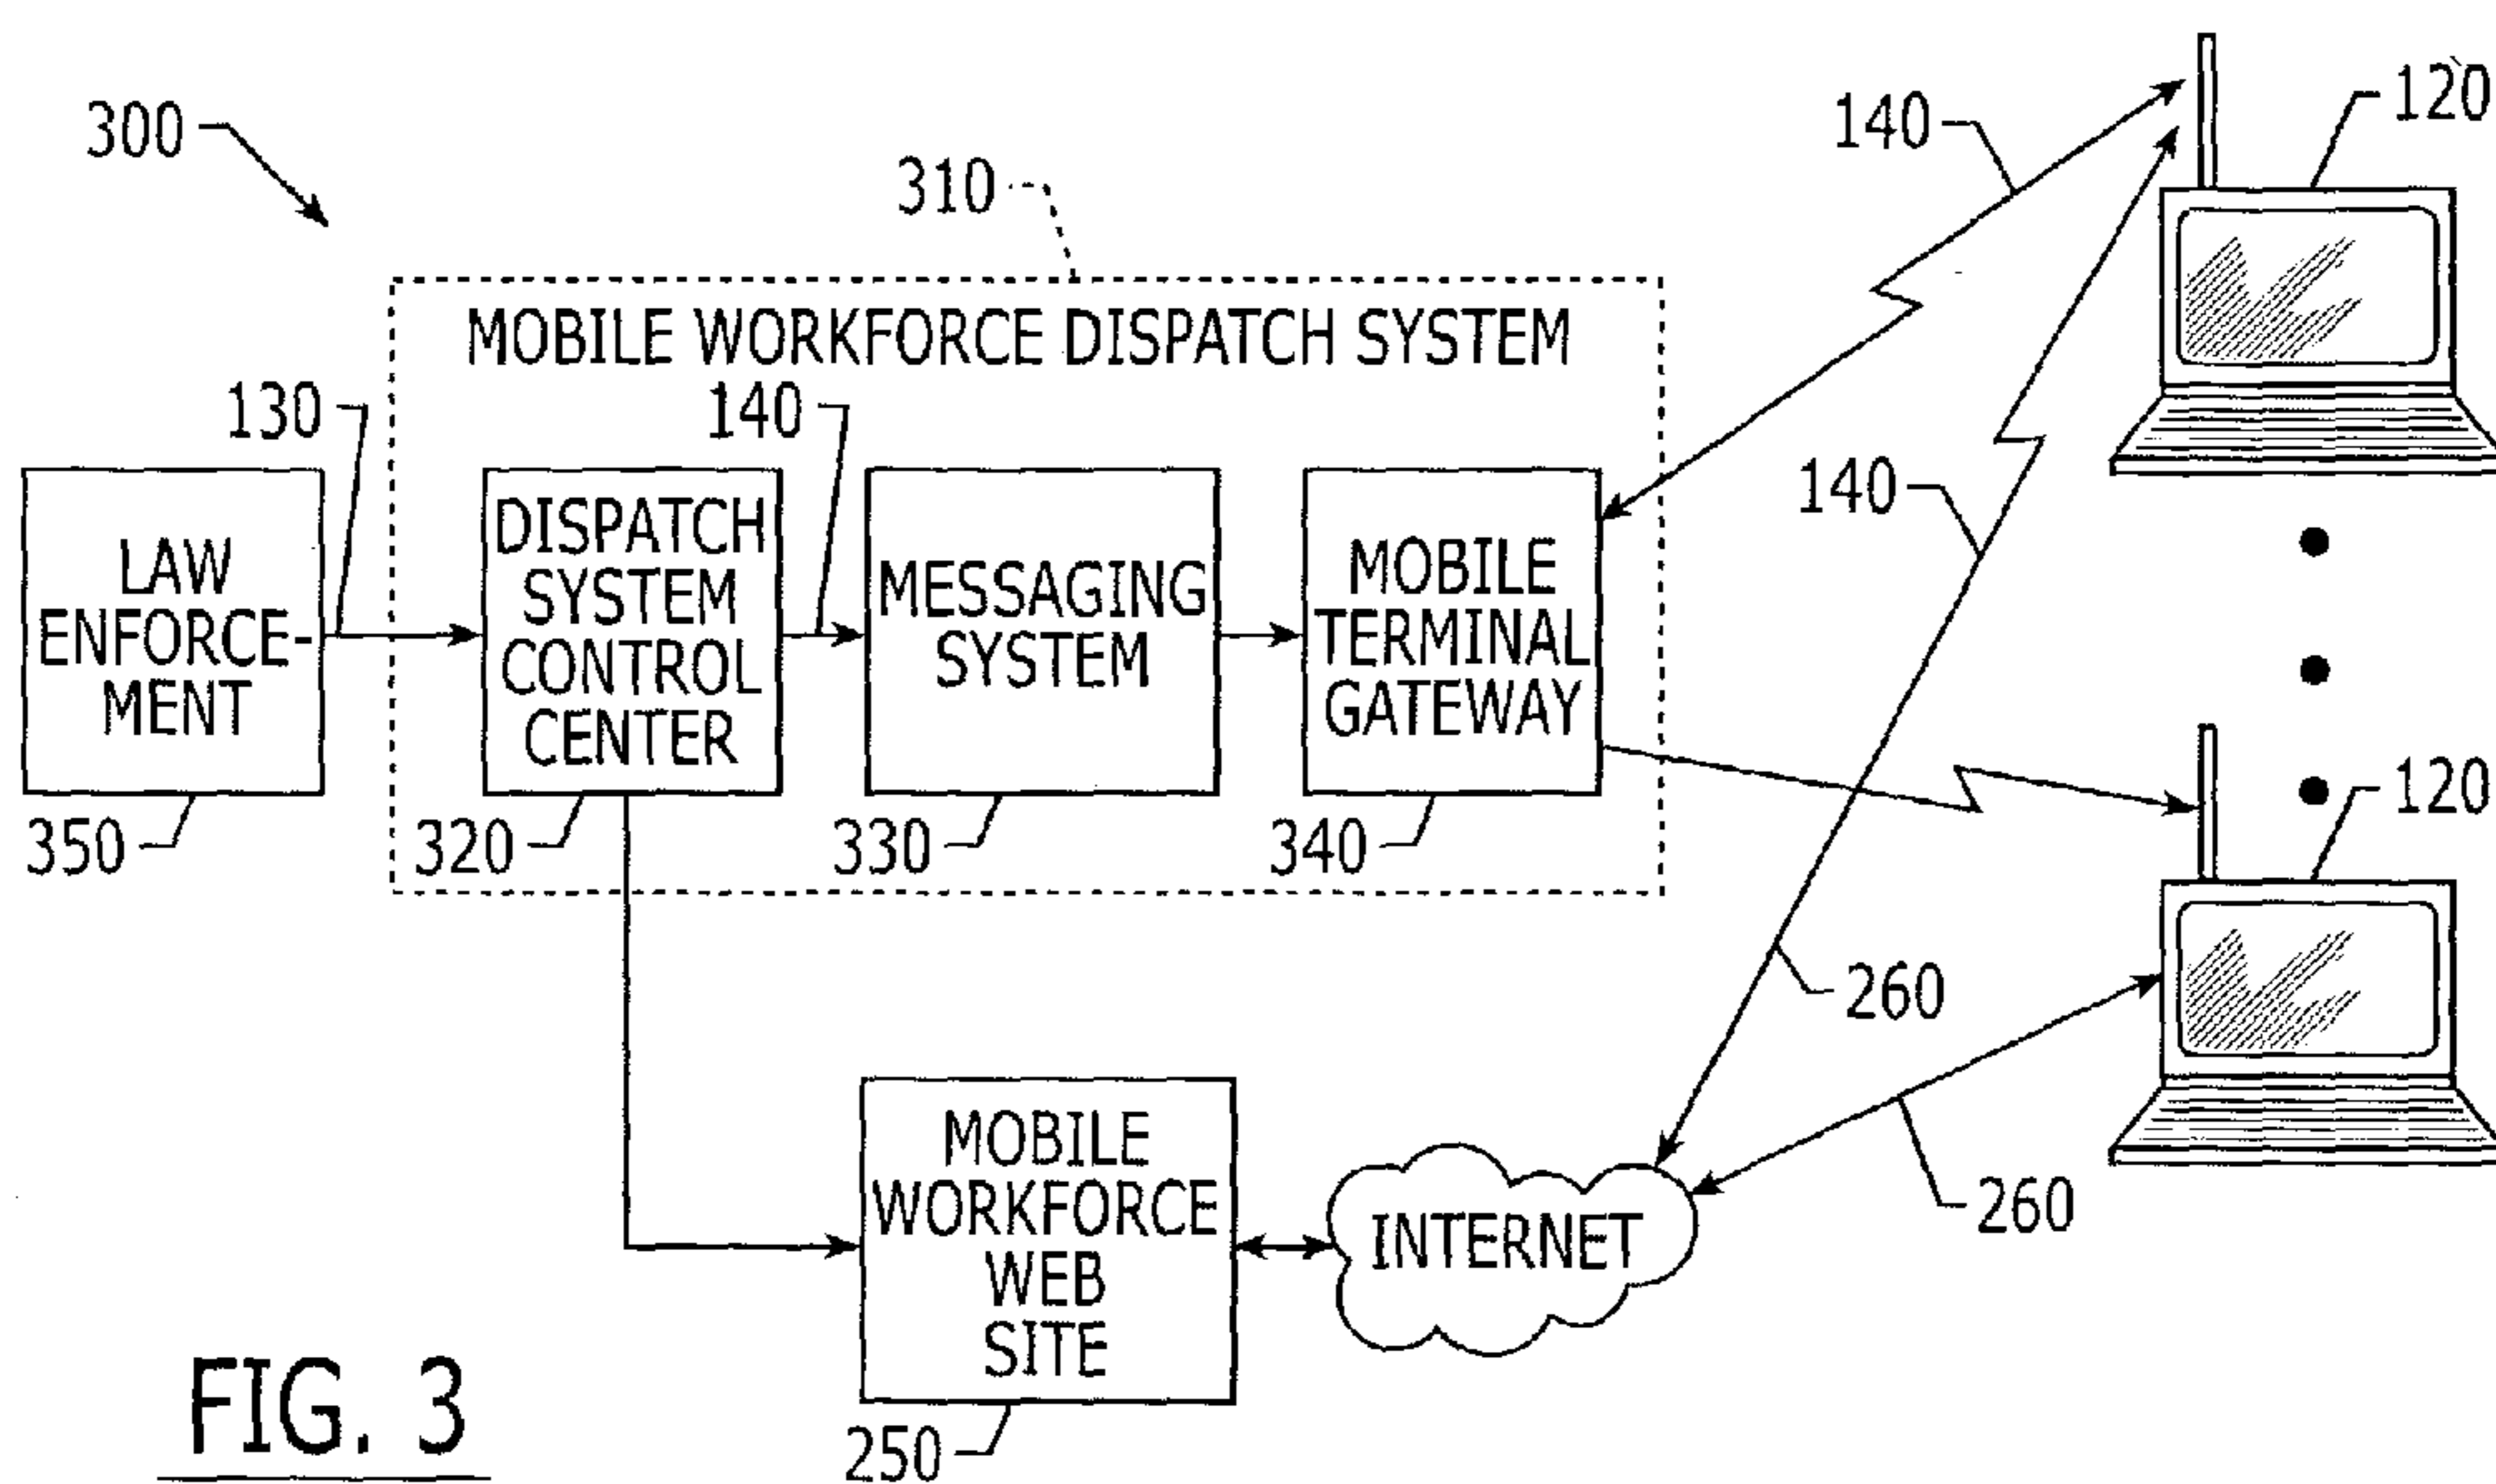 300
310
140
120
MOBILE WORKFORCE DISPATCH SYSTEM
130
140
140
LAW
ENFORCE-
MENT
DISPATCH
SYSTEM
CONTROL
CENTER
MESSAGING
SYSTEM
MOBILE
TERMINAL
GATEWAY
350
320
330
340
120
260
260
MOBILE
WORKFORCE
WEB
SITE
INTERNET
250
FIG. 3